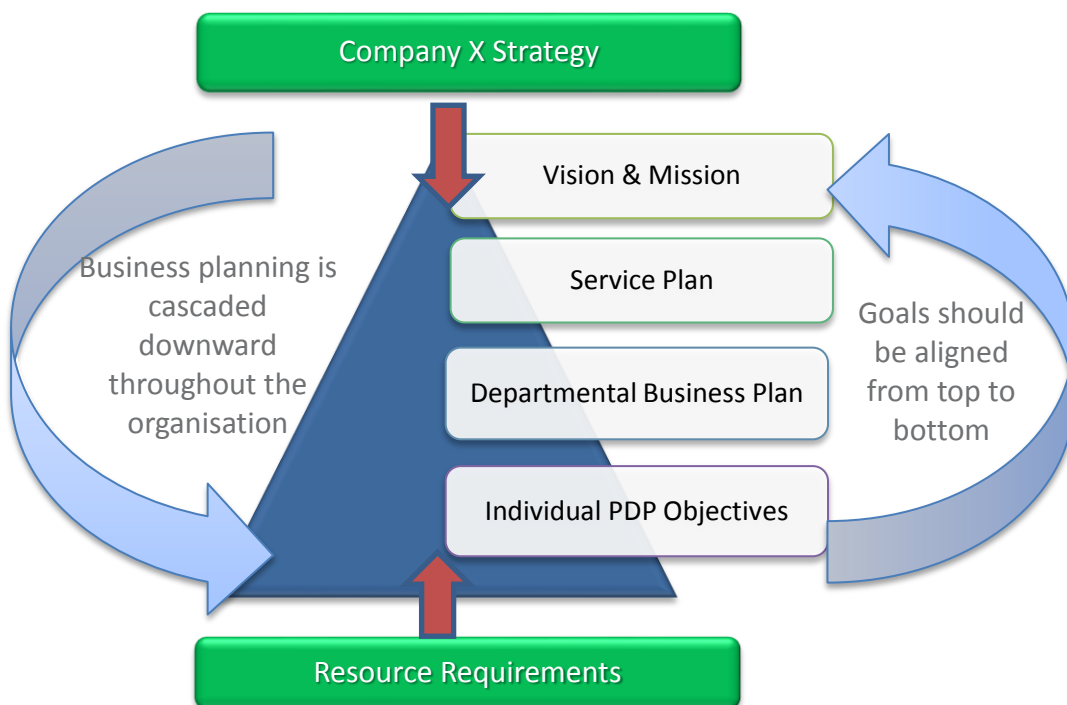 Company X Strategy
Vision & Mission
Service Plan
Departmental Business Plan
Individual PDP Objectives
Business planning is
cascaded
downward
throughout the
organisation
Goals should
be aligned
from top to
bottom
Resource Requirements